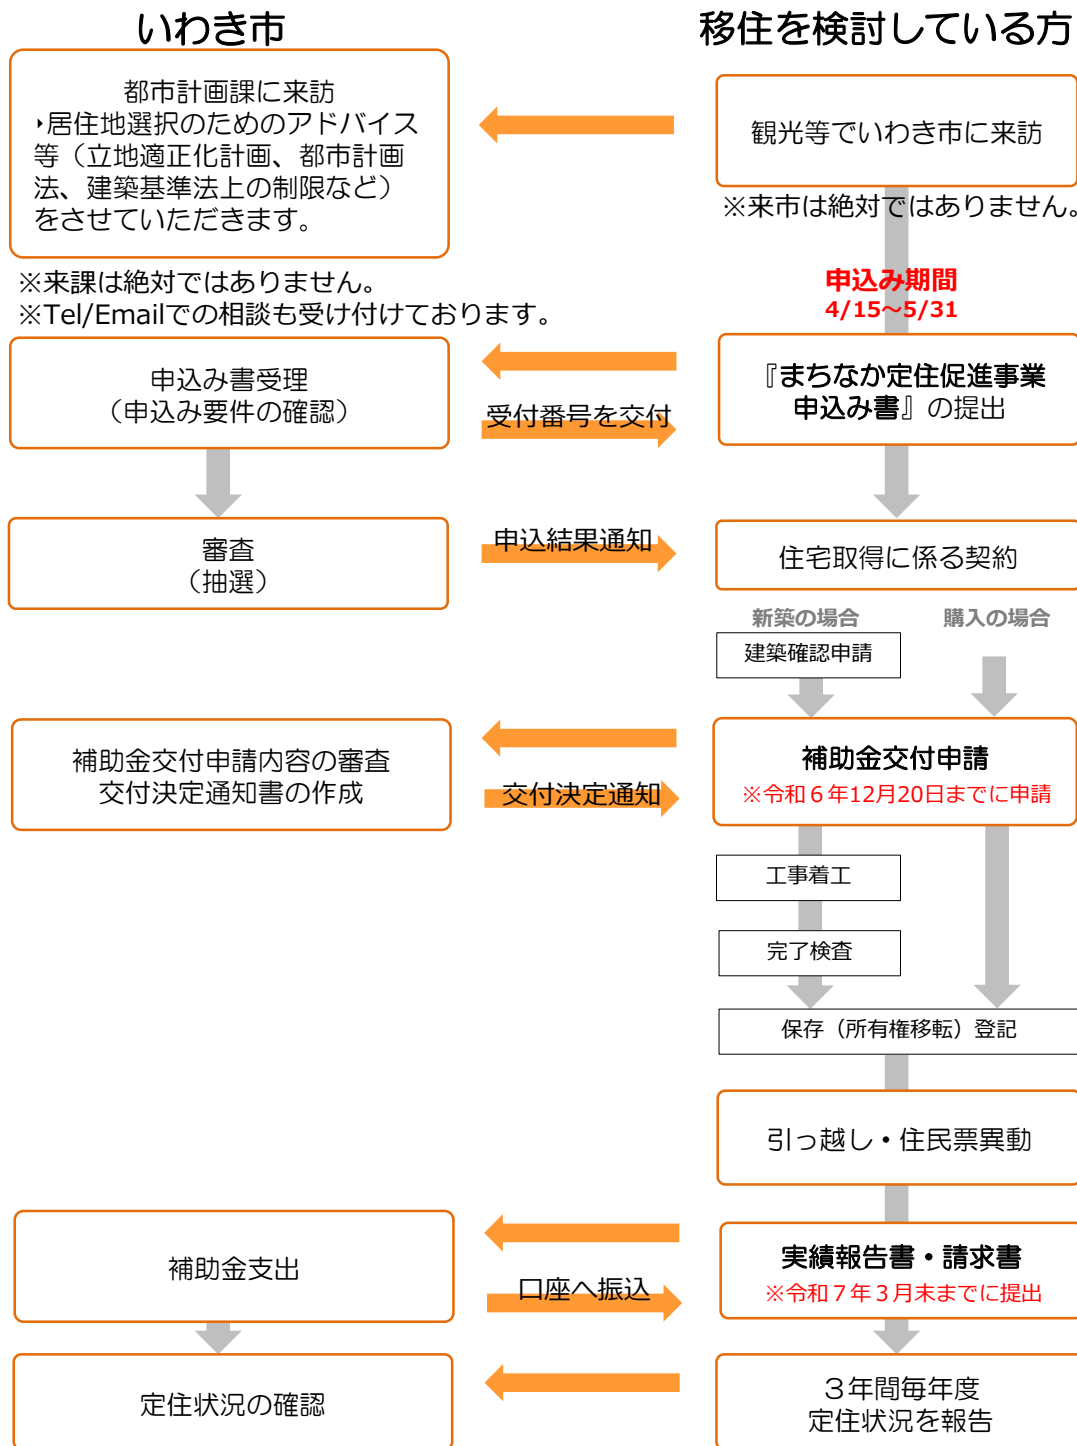 いわき市
移住を検討している方
都市計画課に来訪
‣居住地選択のためのアドバイス
等（立地適正化計画、都市計画
法、建築基準法上の制限など）
をさせていただきます。
観光等でいわき市に来訪
※来市は絶対ではありません。
※来課は絶対ではありません。
※Tel/Emailでの相談も受け付けております。
申込み期間
4/15～5/31
申込み書受理
（申込み要件の確認）
受付番号を交付
『まちなか定住促進事業
申込み書』の提出
審査
（抽選）
申込結果通知
住宅取得に係る契約
新築の場合
購入の場合
建築確認申請
補助金交付申請内容の審査
交付決定通知書の作成
交付決定通知
補助金交付申請
※令和６年12月20日までに申請
工事着工
完了検査
保存（所有権移転）登記
引っ越し・住民票異動
補助金支出
口座へ振込
実績報告書・請求書
※令和７年３月末までに提出
定住状況の確認
３年間毎年度
定住状況を報告